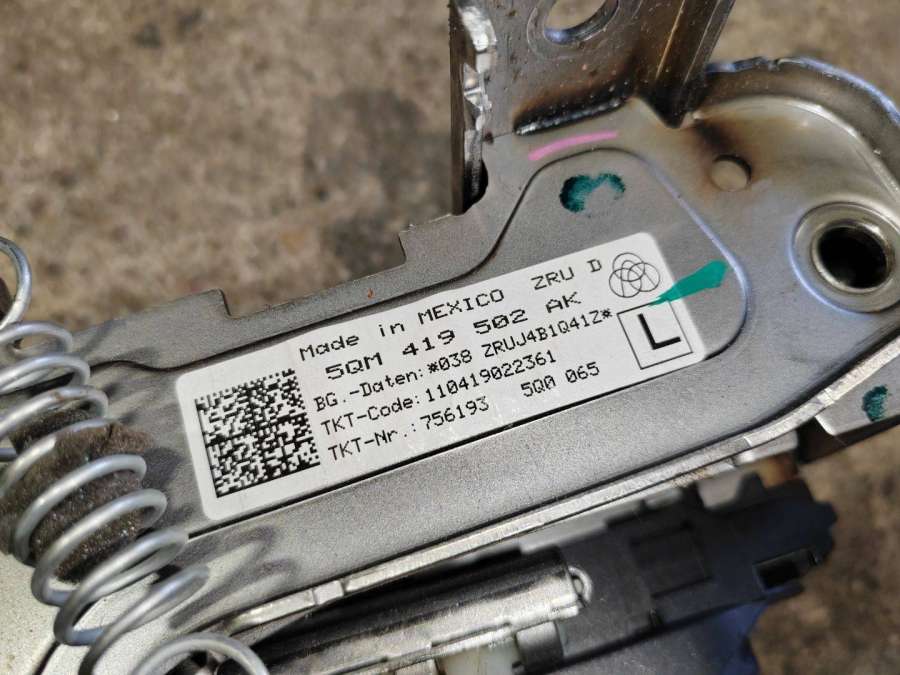 Made in MEXICO ZRU D
5QM 419 502 AK
BG.-Daten:*038 ZRUJ4B1Q41Z*
TKT-Code:110419022361
TKT-Nr.:756193 5QA 065
L